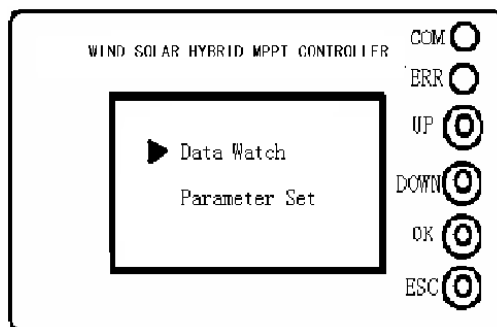 WIND SOLAR HYBRID MPPT CONTROLLER
COM
ERR
UP
DOWN
OK
ESC
Data Watch
Parameter Set